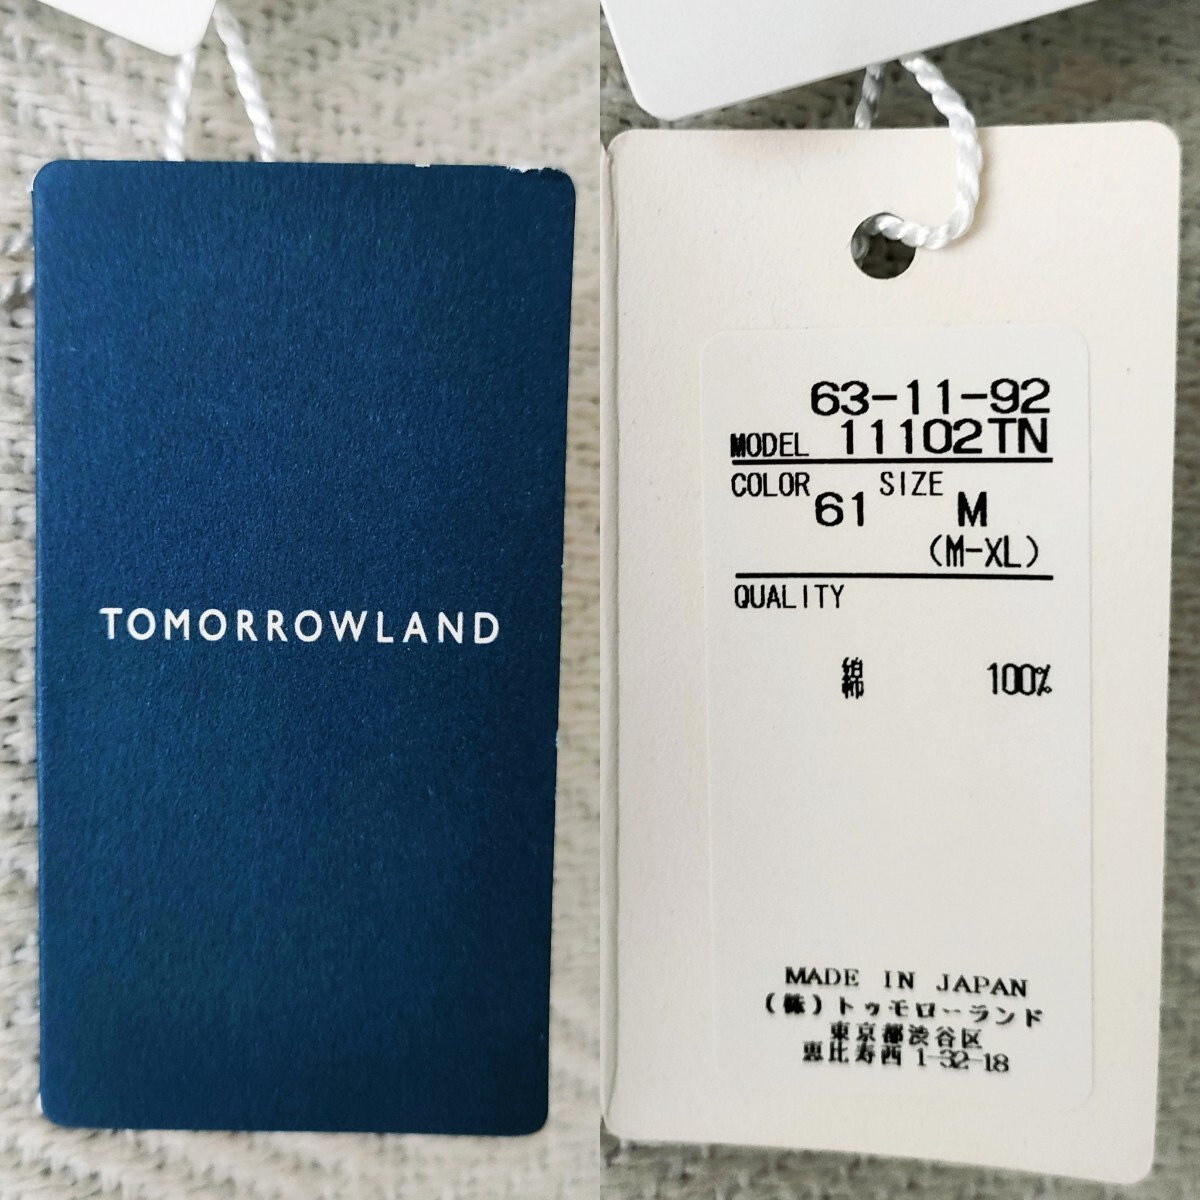 TOMORROWLAND
63-11-92
MODEL 11102TN
COLOR 61 SIZE M
(M-XL)
QUALITY
綿 100%
MADE IN JAPAN
(株)トゥモローランド
東京都渋谷区
恵比寿西 1-32-18